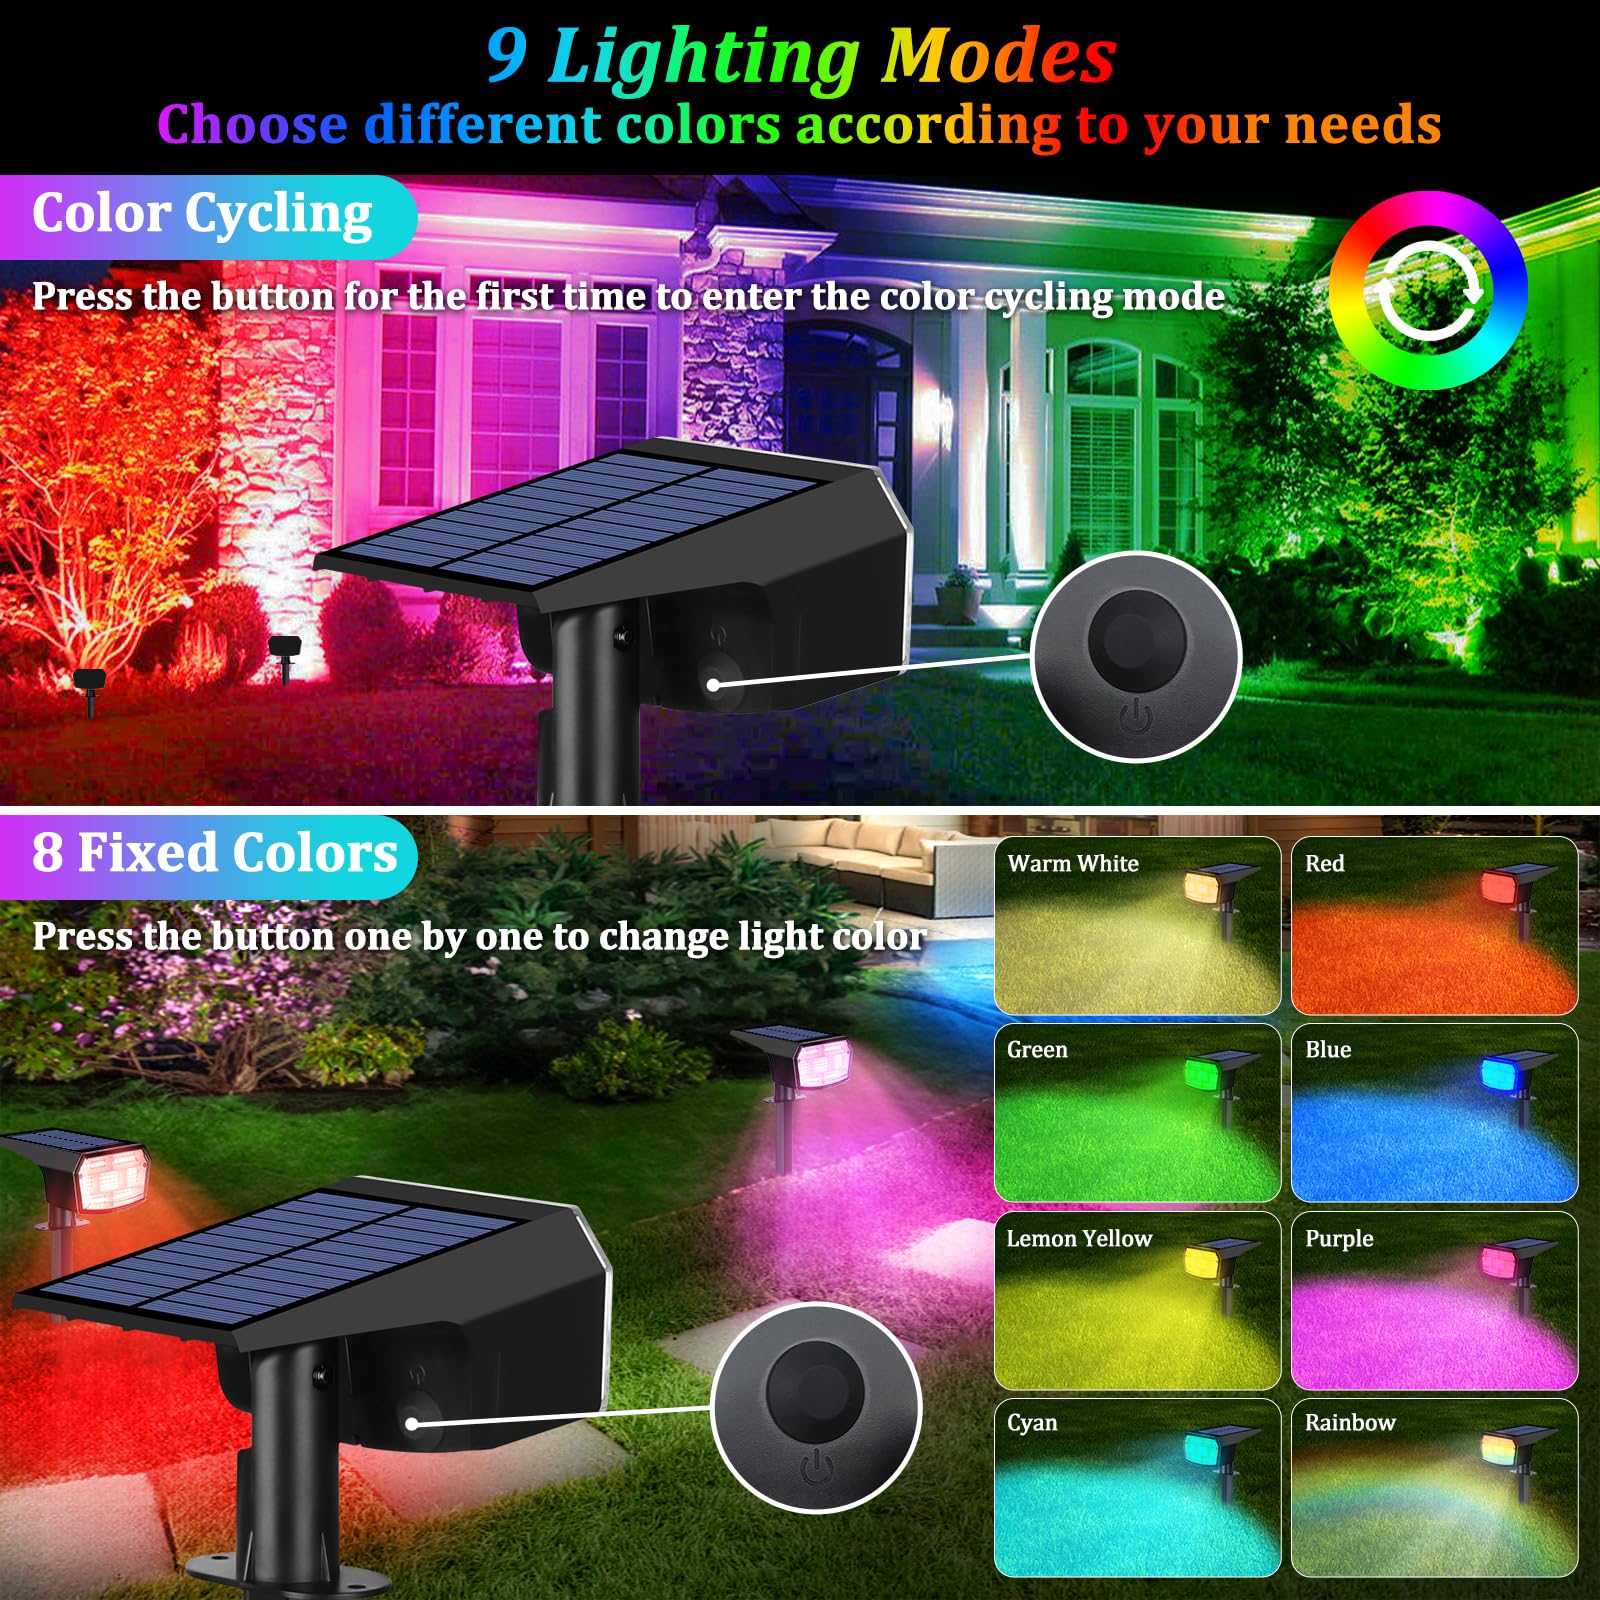 9 Lighting Modes
Choose different colors according to your needs
Color Cycling
Press the button for the first time to enter the color cycling mode
8 Fixed Colors
Press the button one by one to change light color
Warm White
Red
Green
Blue
Lemon Yellow
Purple
Cyan
Rainbow